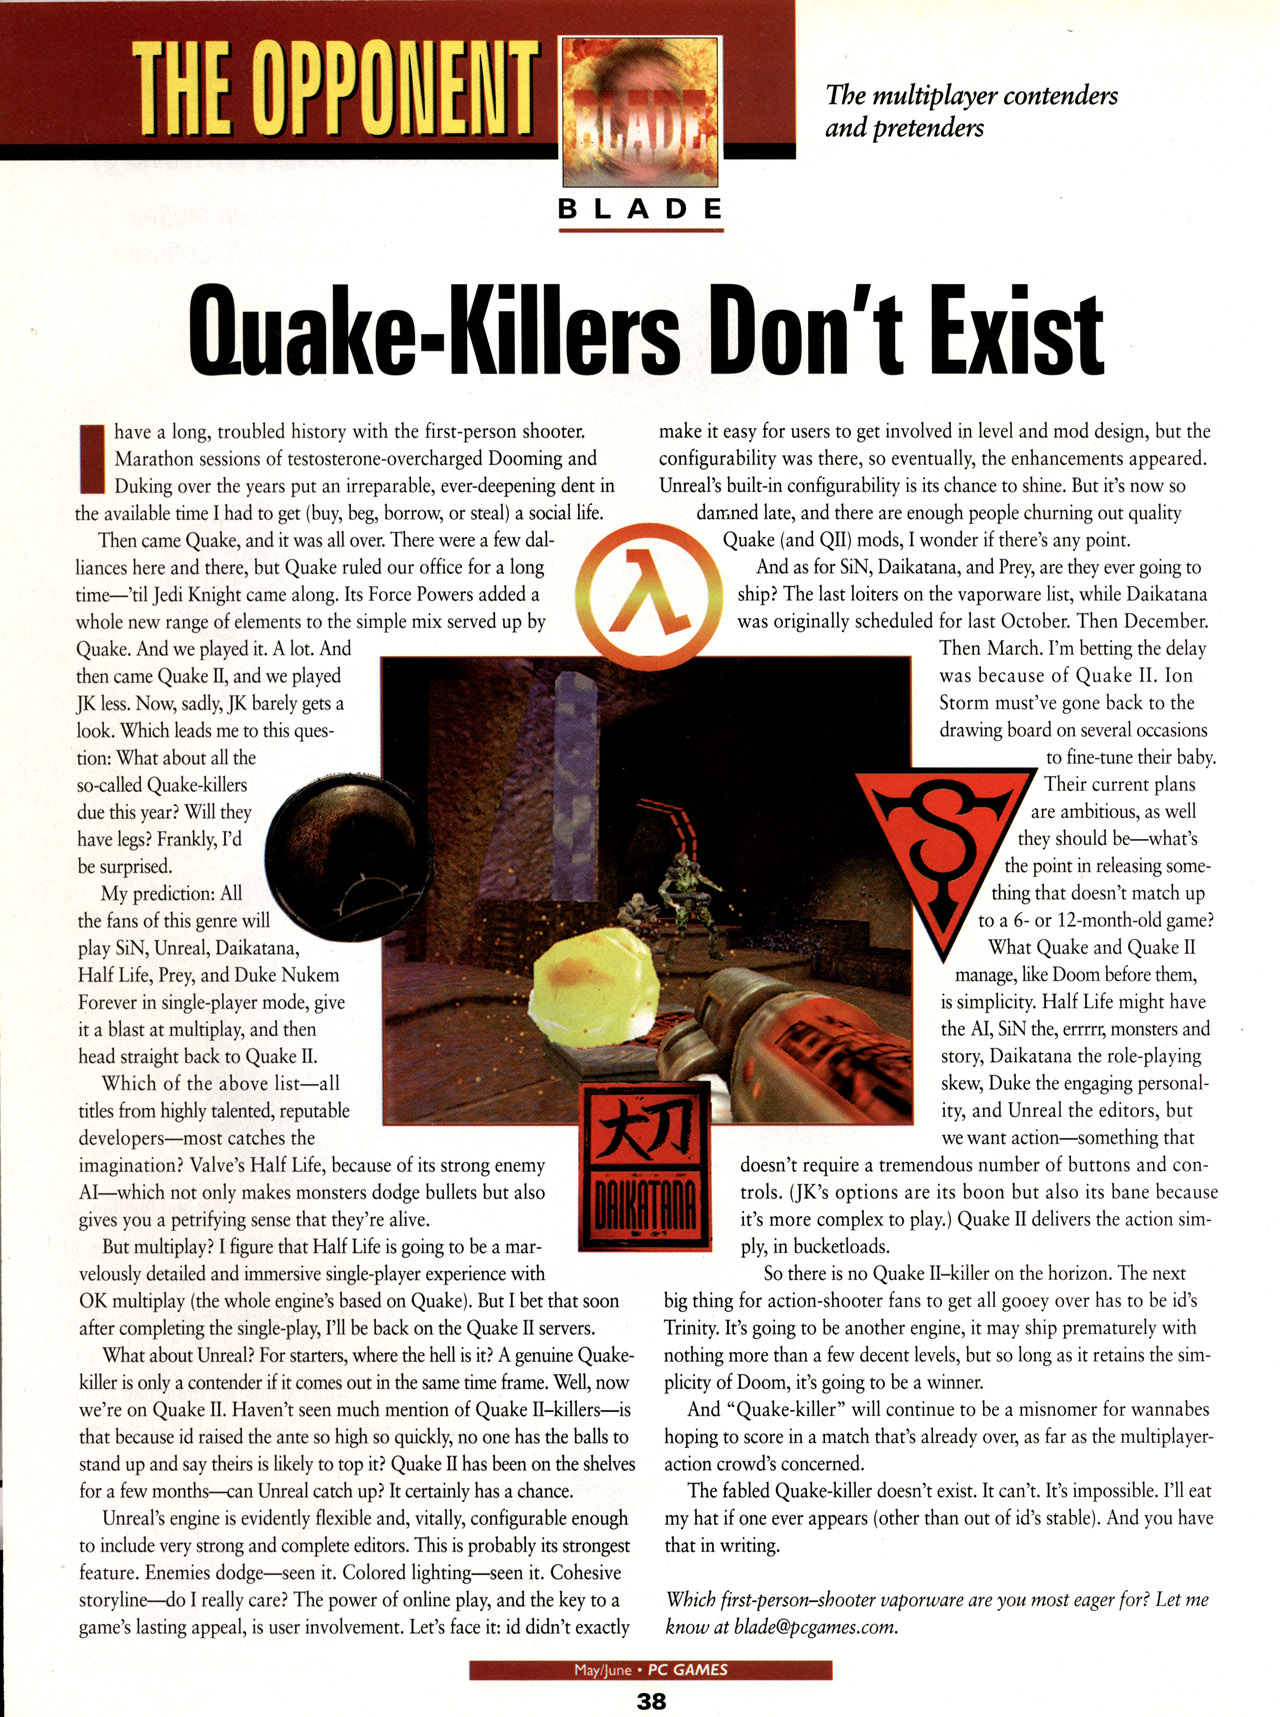 THE OPPONENT
BLADE
BLADE
The multiplayer contenders
and pretenders
Quake-Killers Don't Exist
I have a long, troubled history with the first-person shooter.
Marathon sessions of testosterone-overcharged Dooming and
Duking over the years put an irreparable, ever-deepening dent in
the available time I had to get (buy, beg, borrow, or steal) a social life.
Then came Quake, and it was all over. There were a few dal-
liances here and there, but Quake ruled our office for a long
time—'til Jedi Knight came along. Its Force Powers added a
whole new range of elements to the simple mix served up by
Quake. And we played it. A lot. And
then came Quake II, and we played
JK less. Now, sadly, JK barely gets a
look. Which leads me to this ques-
tion: What about all the
so-called Quake-killers
due this year? Will they
have legs? Frankly, I'd
be surprised.
My prediction: All
the fans of this genre will
play SiN, Unreal, Daikatana,
Half Life, Prey, and Duke Nukem
Forever in single-player mode, give
it a blast at multiplay, and then
head straight back to Quake II.
Which of the above list—all
titles from highly talented, reputable
developers—most catches the
imagination? Valve's Half Life, because of its strong enemy
AI—which not only makes monsters dodge bullets but also
gives you a petrifying sense that they're alive.
But multiplay? I figure that Half Life is going to be a mar-
velously detailed and immersive single-player experience with
OK multiplay (the whole engine's based on Quake). But I bet that soon
after completing the single-play, I'll be back on the Quake II servers.
What about Unreal? For starters, where the hell is it? A genuine Quake-
killer is only a contender if it comes out in the same time frame. Well, now
we're on Quake II. Haven't seen much mention of Quake II–killers—is
that because id raised the ante so high so quickly, no one has the balls to
stand up and say theirs is likely to top it? Quake II has been on the shelves
for a few months—can Unreal catch up? It certainly has a chance.
Unreal's engine is evidently flexible and, vitally, configurable enough
to include very strong and complete editors. This is probably its strongest
feature. Enemies dodge—seen it. Colored lighting—seen it. Cohesive
storyline—do I really care? The power of online play, and the key to a
game's lasting appeal, is user involvement. Let's face it: id didn't exactly
make it easy for users to get involved in level and mod design, but the
configurability was there, so eventually, the enhancements appeared.
Unreal's built-in configurability is its chance to shine. But it's now so
damned late, and there are enough people churning out quality
Quake (and QII) mods, I wonder if there's any point.
And as for SiN, Daikatana, and Prey, are they ever going to
ship? The last loiters on the vaporware list, while Daikatana
was originally scheduled for last October. Then December.
Then March. I'm betting the delay
was because of Quake II. Ion
Storm must've gone back to the
drawing board on several occasions
to fine-tune their baby.
Their current plans
are ambitious, as well
they should be—what's
the point in releasing some-
thing that doesn't match up
to a 6- or 12-month-old game?
What Quake and Quake II
manage, like Doom before them,
is simplicity. Half Life might have
the AI, SiN the, errrrr, monsters and
story, Daikatana the role-playing
skew, Duke the engaging personal-
ity, and Unreal the editors, but
we want action—something that
doesn't require a tremendous number of buttons and con-
trols. (JK's options are its boon but also its bane because
it's more complex to play.) Quake II delivers the action sim-
ply, in bucketloads.
So there is no Quake II–killer on the horizon. The next
big thing for action-shooter fans to get all gooey over has to be id's
Trinity. It's going to be another engine, it may ship prematurely with
nothing more than a few decent levels, but so long as it retains the sim-
plicity of Doom, it's going to be a winner.
And “Quake-killer” will continue to be a misnomer for wannabes
hoping to score in a match that's already over, as far as the multiplayer-
action crowd's concerned.
The fabled Quake-killer doesn't exist. It can't. It's impossible. I'll eat
my hat if one ever appears (other than out of id's stable). And you have
that in writing.
Which first-person–shooter vaporware are you most eager for? Let me
know at blade@pcgames.com.
λ
S
大刀
DAIKATANA
May/June • PC GAMES
38